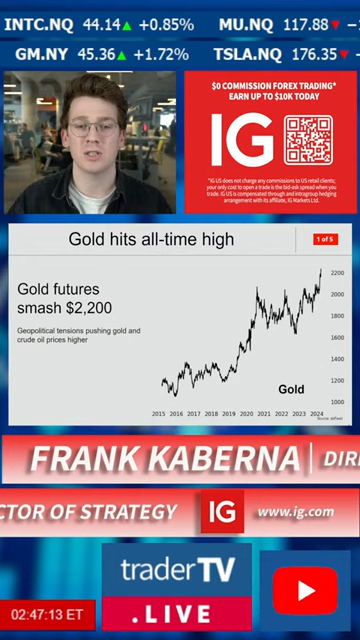 INTC.NQ 44.14 +0.85% MU.NQ 117.88
GM.NY 45.36 +1.72% TSLA.NQ 176.35
$0 COMMISSION FOREX TRADING*
EARN UP TO $10K TODAY
IG
*IG US does not charge any commissions to US retail clients;
your only cost to open a trade is the bid-ask spread when you
trade. IG US is compensated through and intragroup hedging
arrangement with its affiliate, IG Markets Ltd.
Gold hits all-time high
1 of 5
Gold futures
smash $2,200
Geopolitical tensions pushing gold and
crude oil prices higher
2200
2000
1800
1600
1400
1200
1000
Gold
2015 2016 2017 2018 2019 2020 2021 2022 2023 2024
FRANK KABERNA | DIR
CTOR OF STRATEGY IG www.ig.com
traderTV
.LIVE
02:47:13 ET